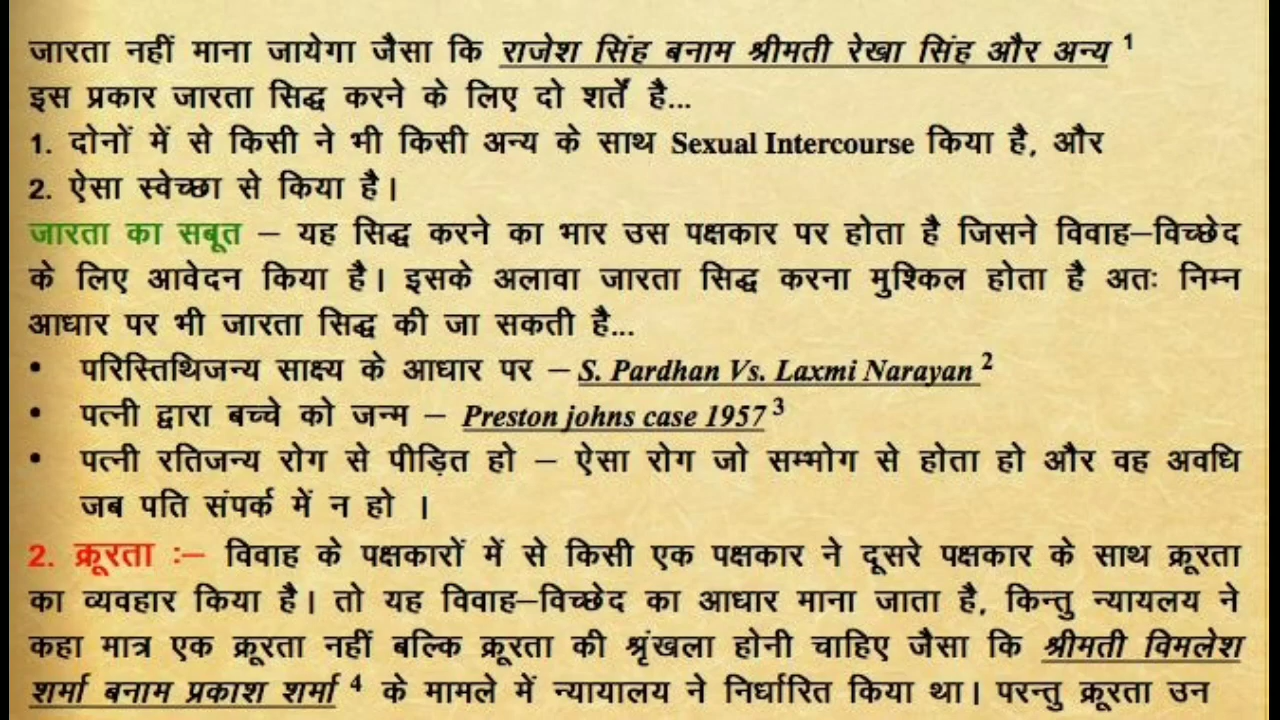 जारता नहीं माना जायेगा जैसा कि राजेश सिंह बनाम श्रीमती रेखा सिंह और अन्य ¹
इस प्रकार जारता सिद्ध करने के लिए दो शर्तें है...
1. दोनों में से किसी ने भी किसी अन्य के साथ Sexual Intercourse किया है, और
2. ऐसा स्वेच्छा से किया है।
जारता का सबूत – यह सिद्ध करने का भार उस पक्षकार पर होता है जिसने विवाह–विच्छेद
के लिए आवेदन किया है। इसके अलावा जारता सिद्ध करना मुश्किल होता है अतः निम्न
आधार पर भी जारता सिद्ध की जा सकती है...
• परिस्तिथिजन्य साक्ष्य के आधार पर – S. Pardhan Vs. Laxmi Narayan ²
• पत्नी द्वारा बच्चे को जन्म – Preston johns case 1957 ³
• पत्नी रतिजन्य रोग से पीड़ित हो – ऐसा रोग जो सम्भोग से होता हो और वह अवधि
जब पति संपर्क में न हो ।
2. क्रूरता :– विवाह के पक्षकारों में से किसी एक पक्षकार ने दूसरे पक्षकार के साथ क्रूरता
का व्यवहार किया है। तो यह विवाह–विच्छेद का आधार माना जाता है, किन्तु न्यायलय ने
कहा मात्र एक क्रूरता नहीं बल्कि क्रूरता की श्रृंखला होनी चाहिए जैसा कि श्रीमती विमलेश
शर्मा बनाम प्रकाश शर्मा ⁴ के मामले में न्यायालय ने निर्धारित किया था। परन्तु क्रूरता उन